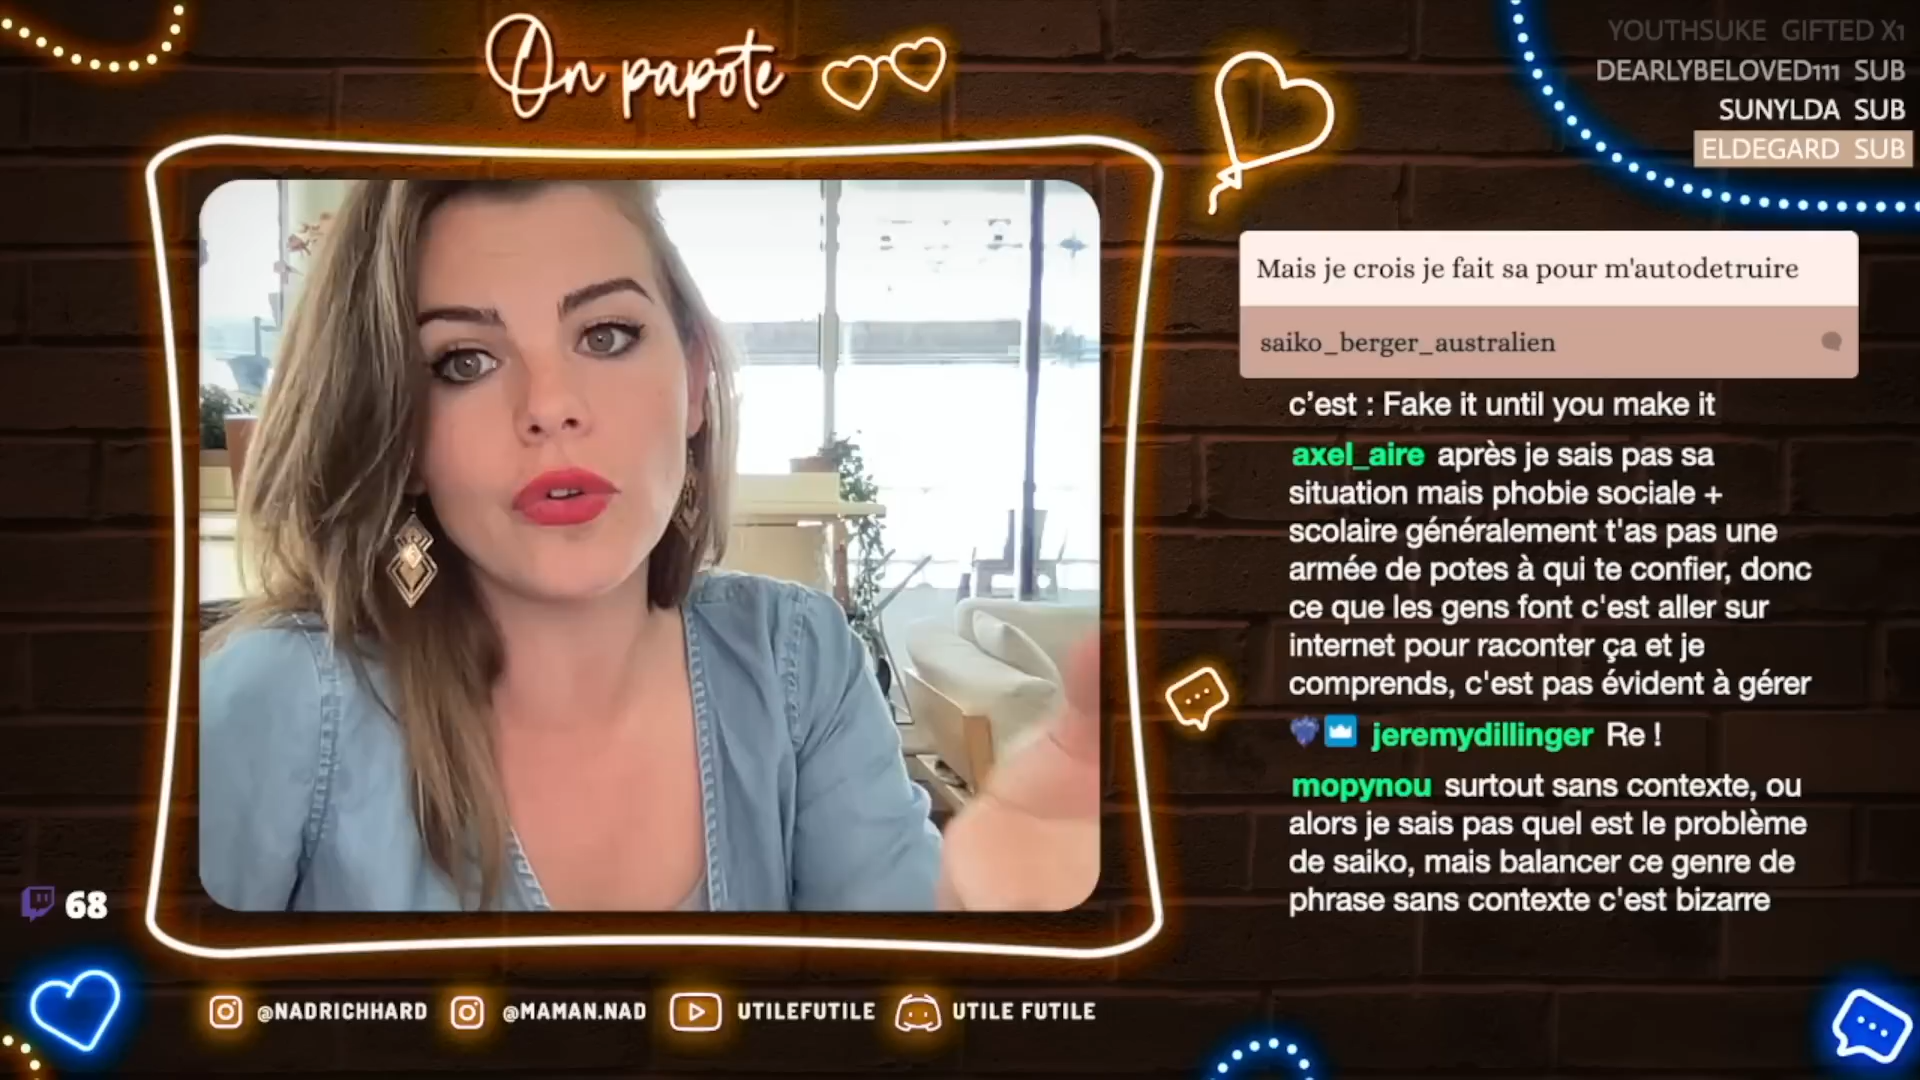 On papote
YOUTHSUKE GIFTED X1
DEARLYBELOVED111 SUB
SUNYLDA SUB
ELDEGARD SUB
Mais je crois je fait sa pour m'autodetruire
saiko_berger_australien
c’est : Fake it until you make it
axel_aire après je sais pas sa
situation mais phobie sociale +
scolaire généralement t'as pas une
armée de potes à qui te confier, donc
ce que les gens font c'est aller sur
internet pour raconter ça et je
comprends, c'est pas évident à gérer
jeremydillinger Re !
mopynou surtout sans contexte, ou
alors je sais pas quel est le problème
de saiko, mais balancer ce genre de
phrase sans contexte c'est bizarre
68
@NADRICHHARD @MAMAN.NAD UTILEFUTILE UTILE FUTILE